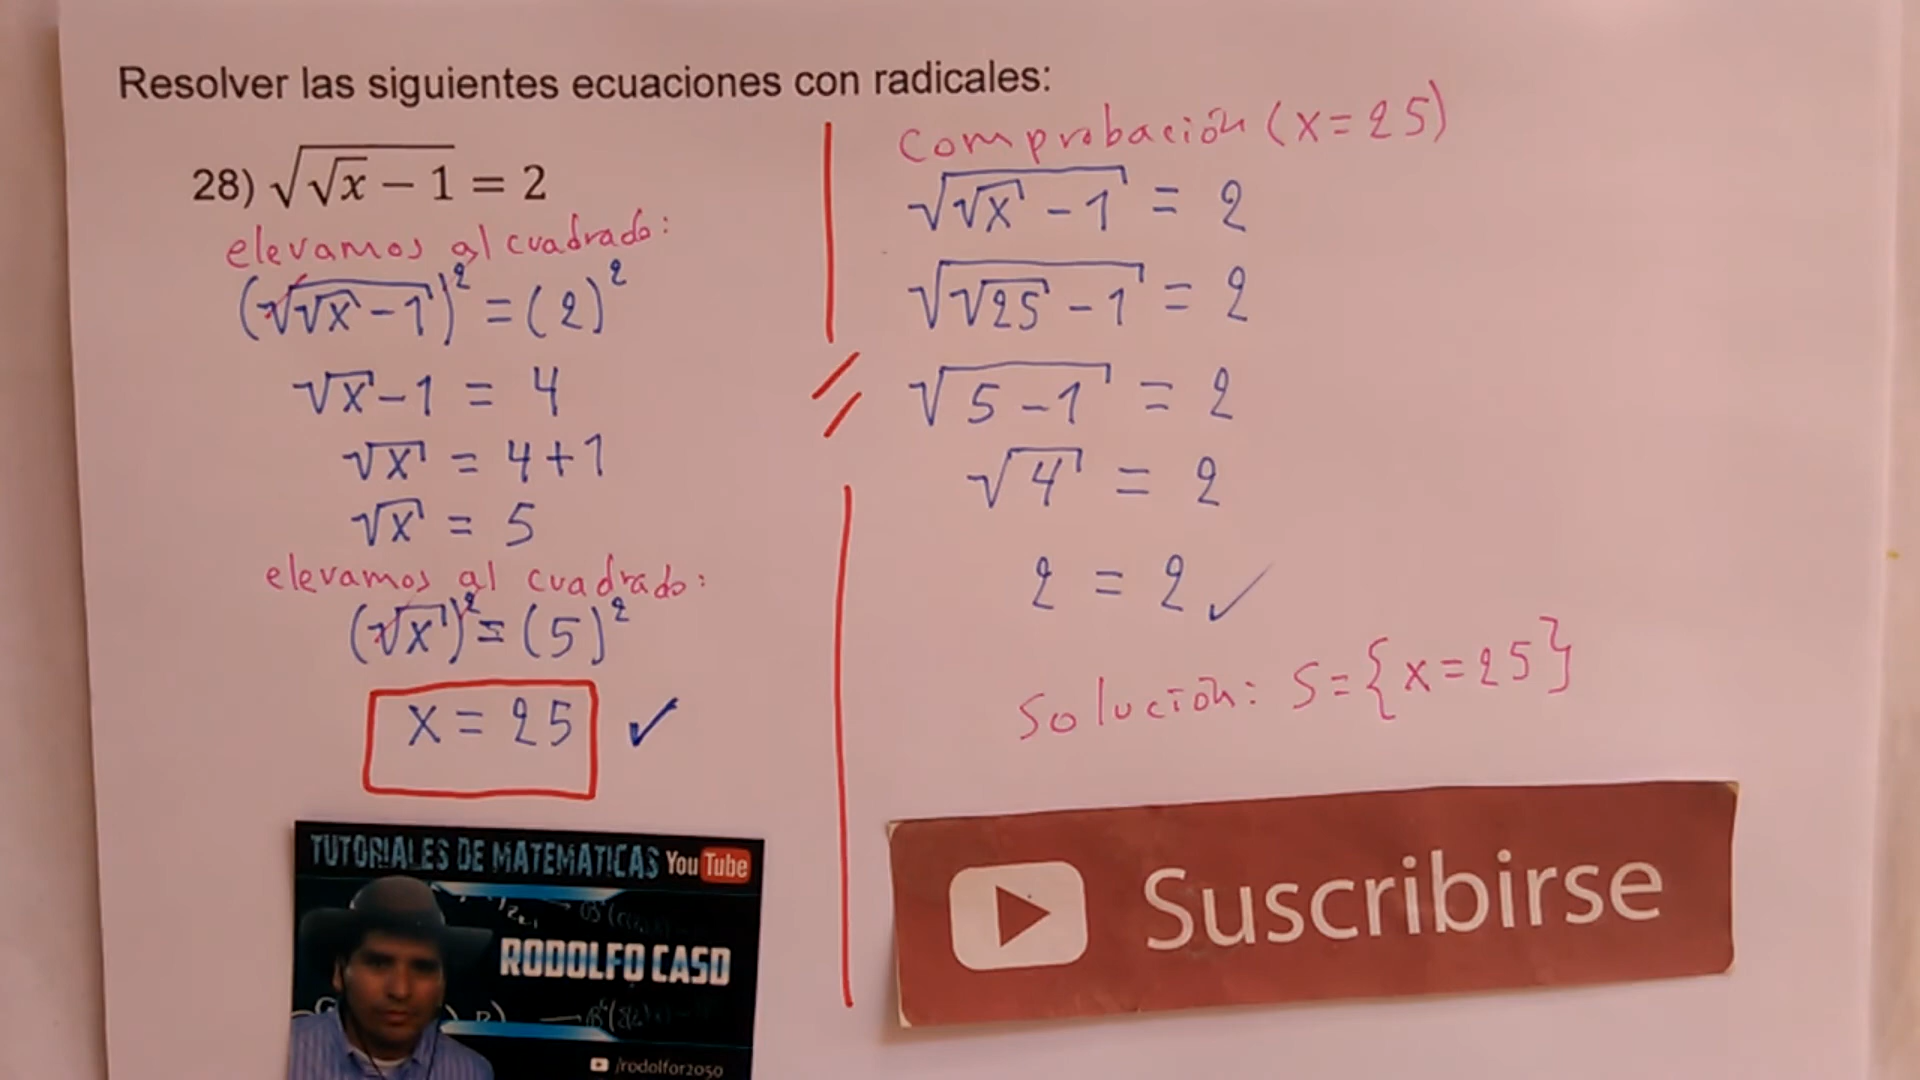 Resolver las siguientes ecuaciones con radicales:
28) √(√x − 1) = 2
elevamos al cuadrado:
(√(√x − 1))² = (2)²
√x − 1 = 4
√x = 4 + 1
√x = 5
elevamos al cuadrado:
(√x)² = (5)²
x = 25 ✓
comprobación (x = 25)
√(√x − 1) = 2
√(√25 − 1) = 2
√(5 − 1) = 2
√4 = 2
2 = 2 ✓
Solución: S = {x = 25}
TUTORIALES DE MATEMATICAS YouTube
RODOLFO CASO
/rodolfor2050
Suscribirse